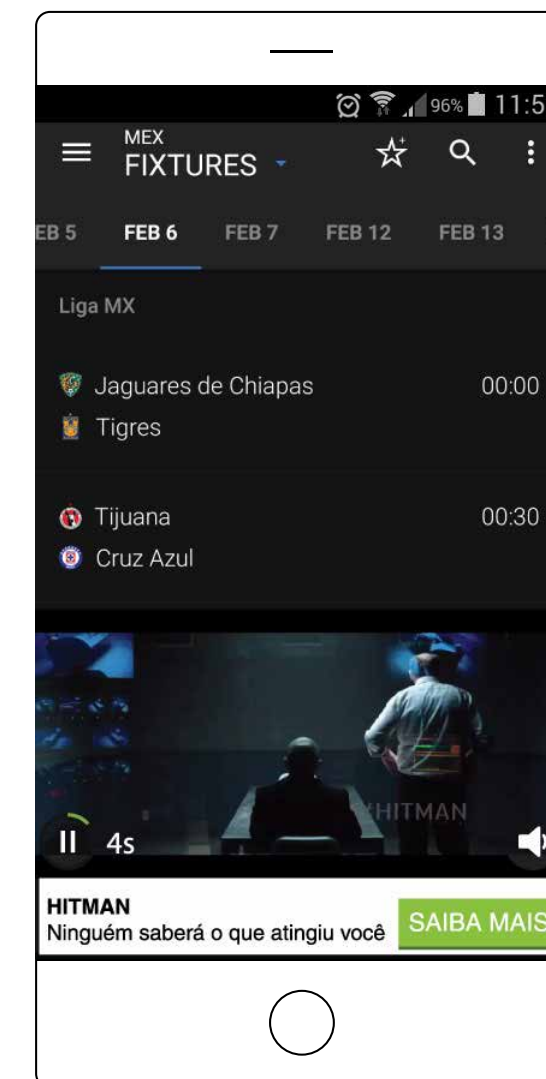 96% 11:5
MEX
FIXTURES
EB 5 FEB 6 FEB 7 FEB 12 FEB 13
Liga MX
Jaguares de Chiapas 00:00
Tigres
Tijuana 00:30
Cruz Azul
#HITMAN
4s
HITMAN
Ninguém saberá o que atingiu você
SAIBA MAIS